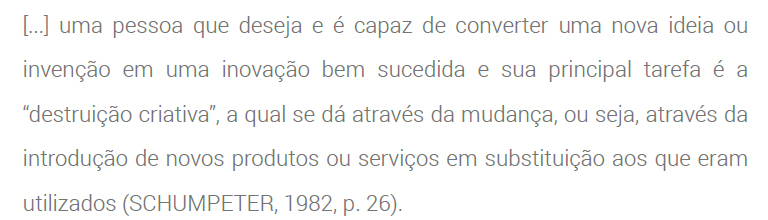 [...] uma pessoa que deseja e é capaz de converter uma nova ideia ou
invenção em uma inovação bem sucedida e sua principal tarefa é a
“destruição criativa”, a qual se dá através da mudança, ou seja, através da
introdução de novos produtos ou serviços em substituição aos que eram
utilizados (SCHUMPETER, 1982, p. 26).